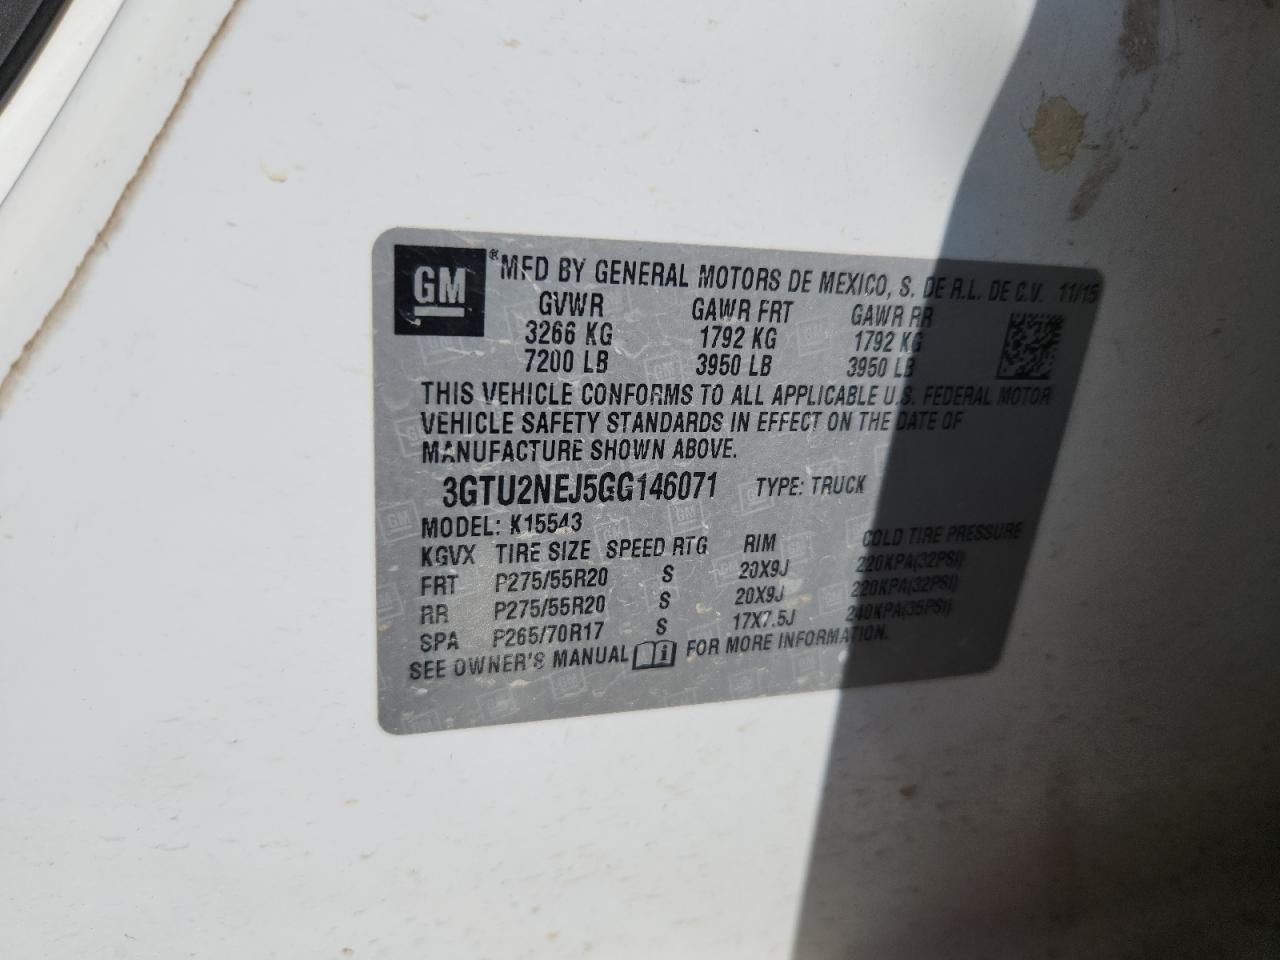 GM
® MFD BY GENERAL MOTORS DE MEXICO, S. DE R.L. DE C.V. 11/15
GVWR GAWR FRT GAWR RR
3266 KG 1792 KG 1792 KG
7200 LB 3950 LB 3950 LB
THIS VEHICLE CONFORMS TO ALL APPLICABLE U.S. FEDERAL MOTOR
VEHICLE SAFETY STANDARDS IN EFFECT ON THE DATE OF
MANUFACTURE SHOWN ABOVE.
3GTU2NEJ5GG146071 TYPE: TRUCK
MODEL: K15543
KGVX TIRE SIZE SPEED RTG RIM COLD TIRE PRESSURE
FRT P275/55R20 S 20X9J 220KPA(32PSI)
RR P275/55R20 S 20X9J 220KPA(32PSI)
SPA P265/70R17 S 17X7.5J 240KPA(35PSI)
SEE OWNER'S MANUAL FOR MORE INFORMATION.